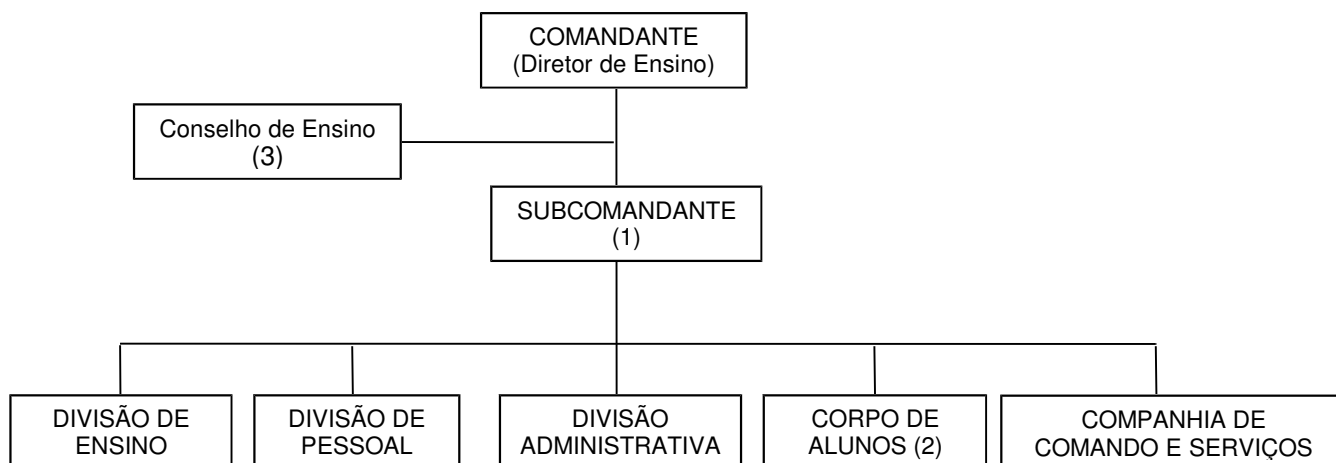 COMANDANTE
(Diretor de Ensino)
Conselho de Ensino
(3)
SUBCOMANDANTE
(1)
DIVISÃO DE
ENSINO
DIVISÃO DE
PESSOAL
DIVISÃO
ADMINISTRATIVA
CORPO DE
ALUNOS (2)
COMPANHIA DE
COMANDO E SERVIÇOS